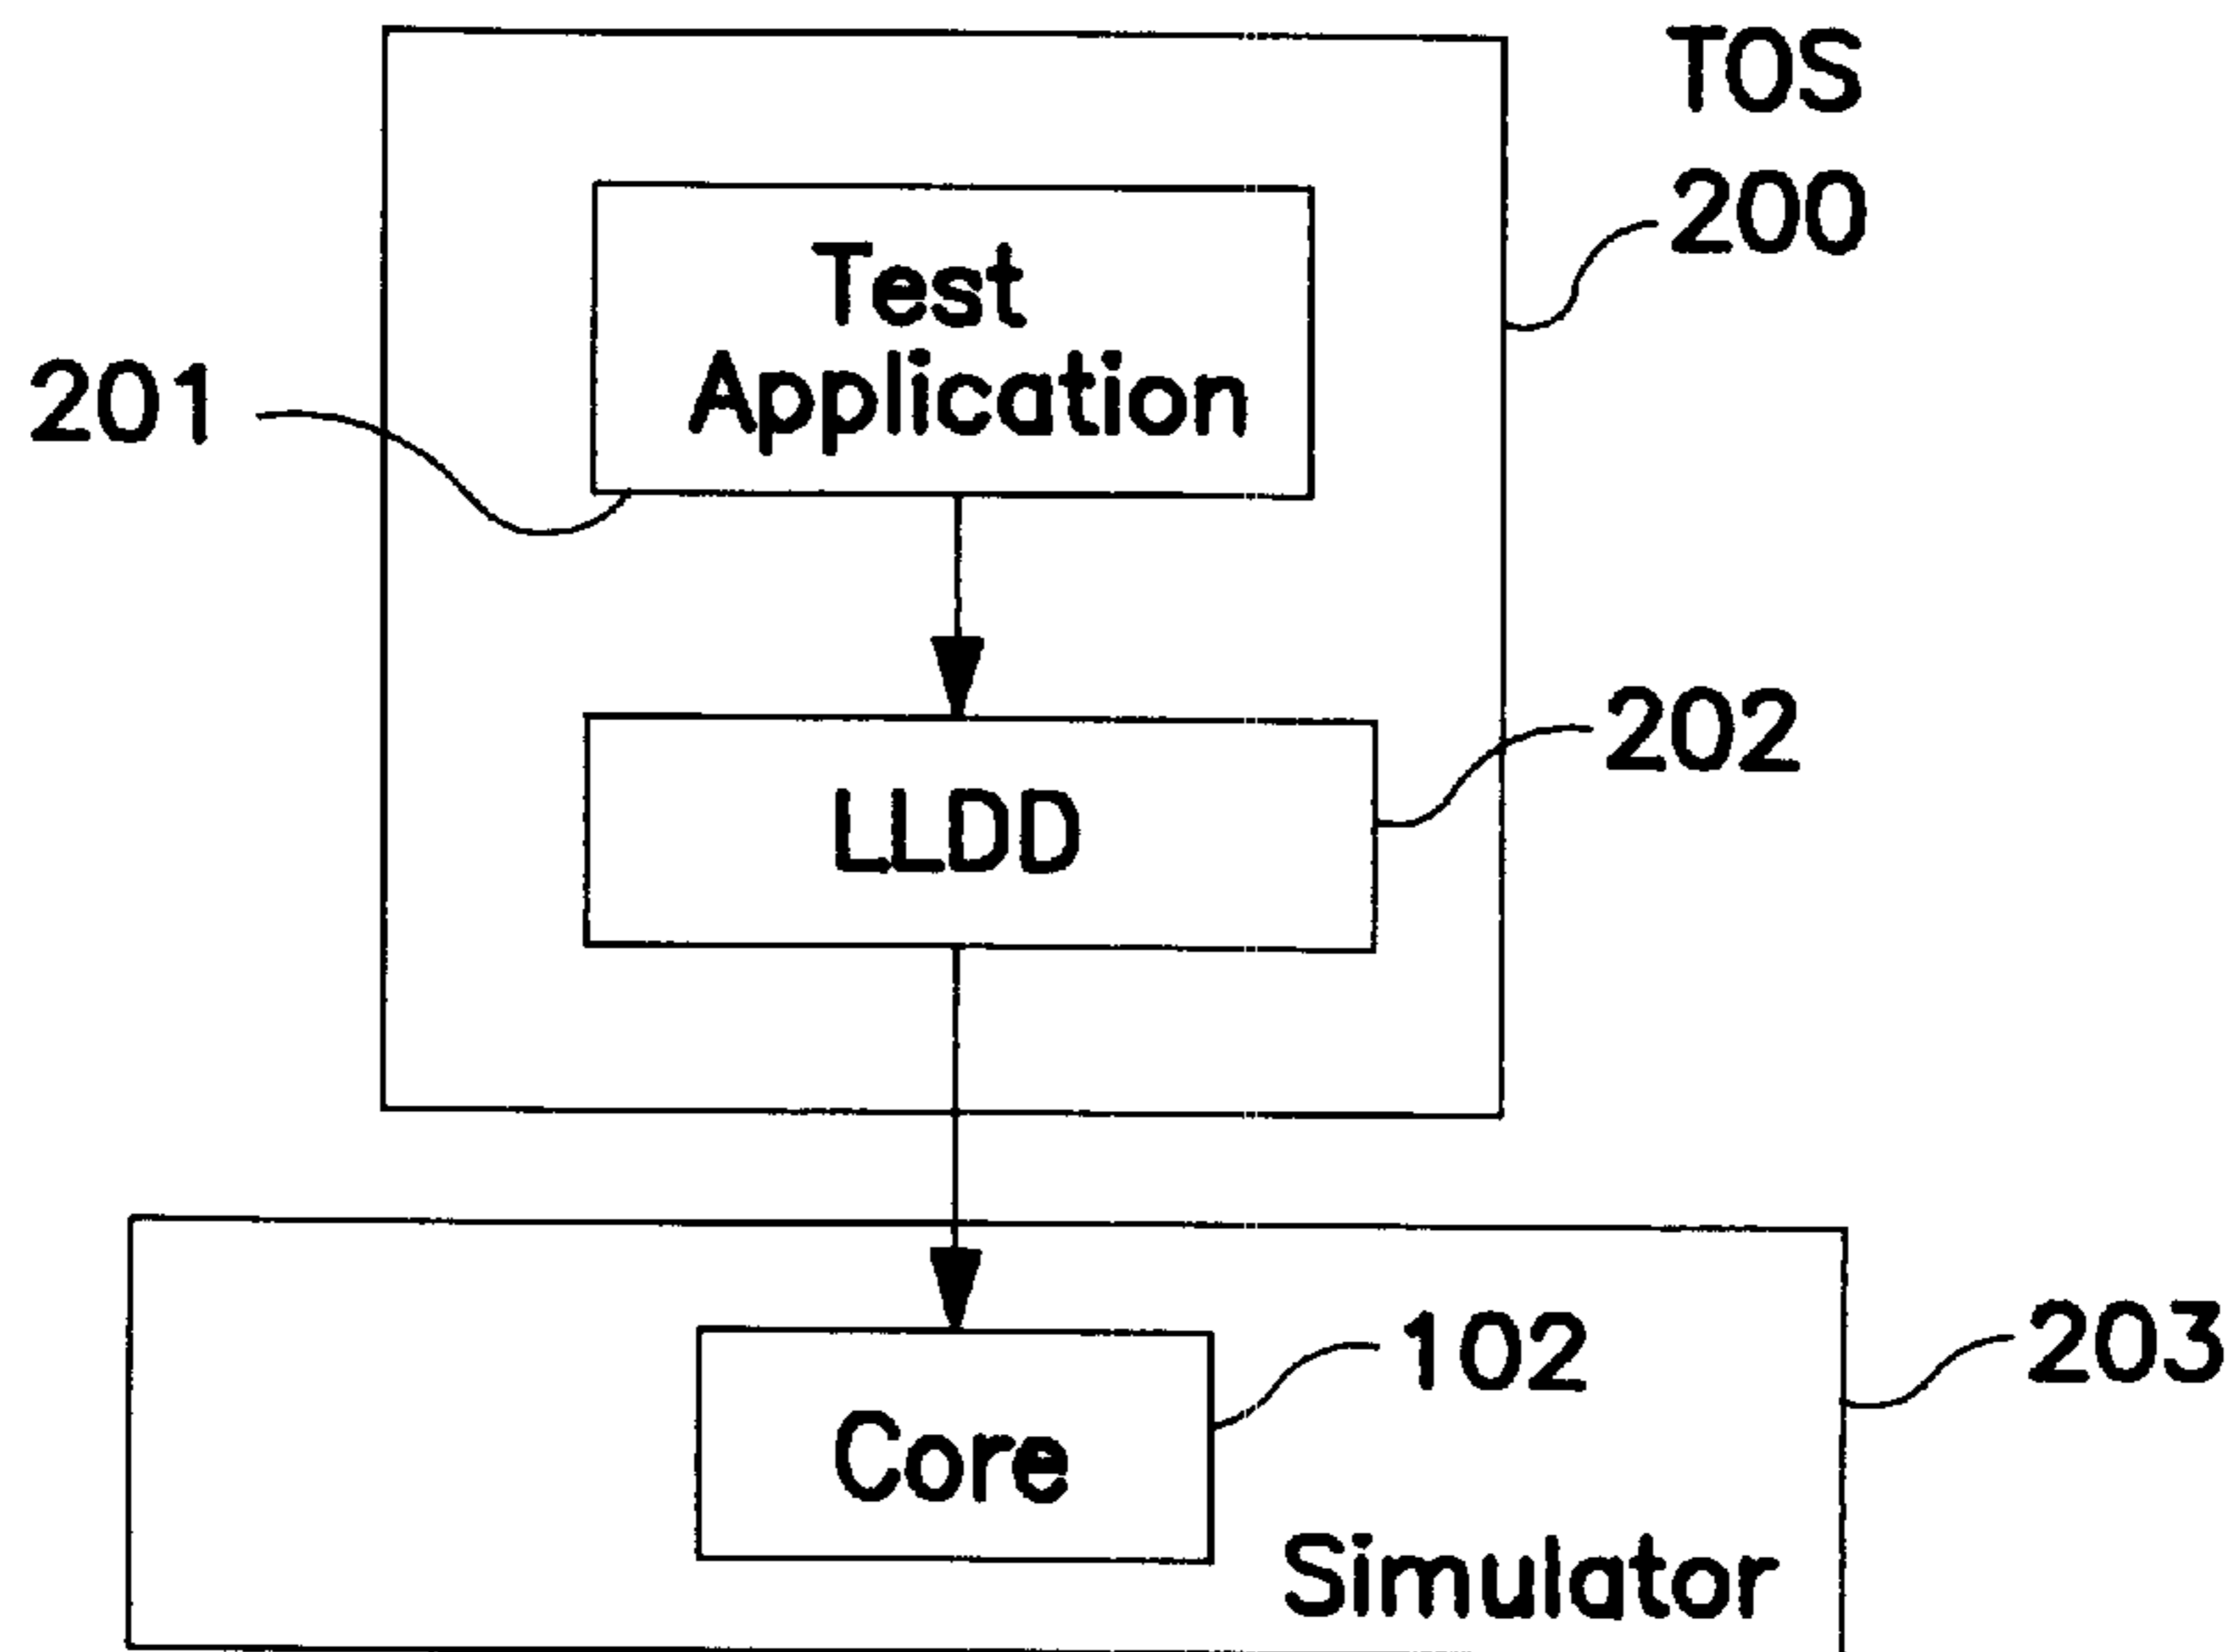 TOS
200
Test
Application
201
202
LLDD
102
203
Core
Simulator